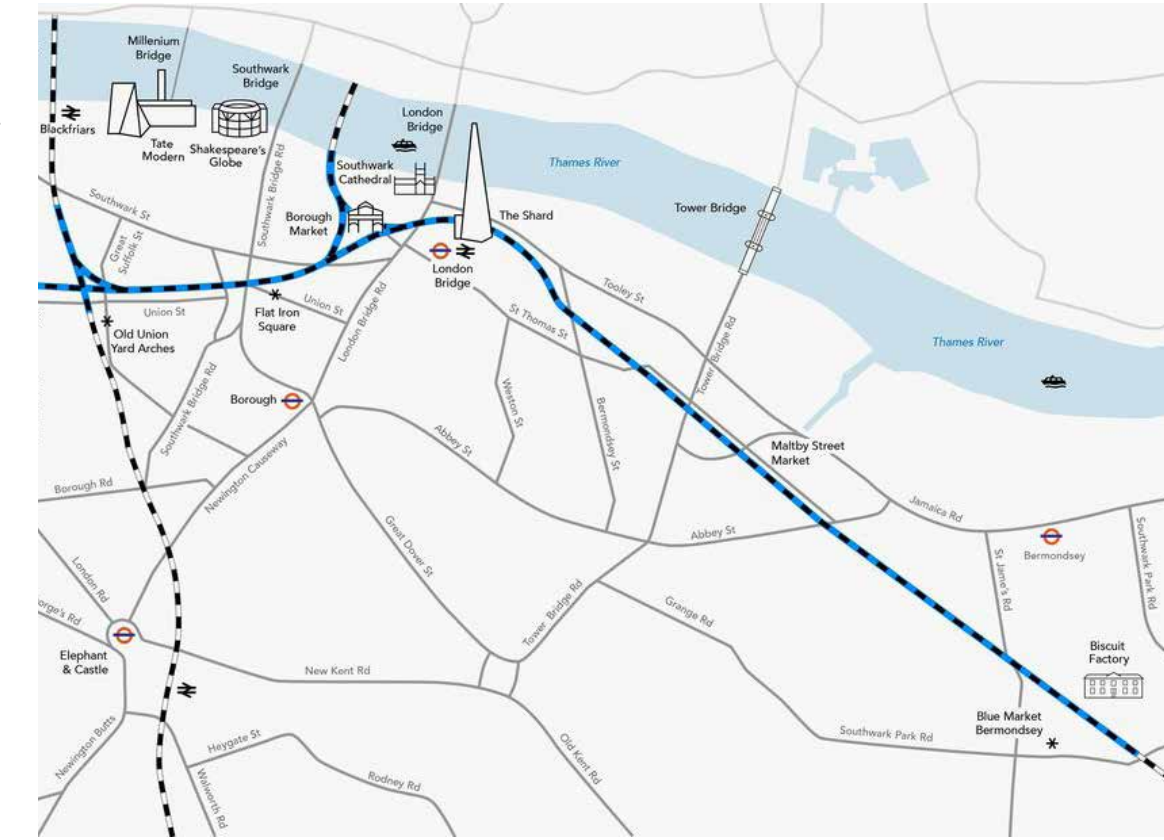 Millenium
Bridge
Southwark
Bridge
London
Bridge
Blackfriars
Tate
Modern
Shakespeare's
Globe
Southwark
Cathedral
Thames River
Southwark Bridge Rd
Southwark St
Great
Suffolk St
Borough
Market
The Shard
Tower Bridge
London
Bridge
Tooley St
Union St
Flat Iron
Square
Union St
London Bridge Rd
St Thomas St
Old Union
Yard Arches
Thames River
Tower Bridge Rd
Southwark Bridge Rd
Borough
Weston St
Bermondsey St
Abbey St
Maltby Street
Market
Newington Causeway
Borough Rd
Jamaica Rd
Abbey St
Great Dover St
Bermondsey
Southwark Park Rd
St Jame's Rd
London Rd
orge's Rd
Tower Bridge Rd
Grange Rd
Elephant
& Castle
New Kent Rd
Biscuit
Factory
Blue Market
Bermondsey
Southwark Park Rd
Newington Butts
Heygate St
Old Kent Rd
Walworth Rd
Rodney Rd